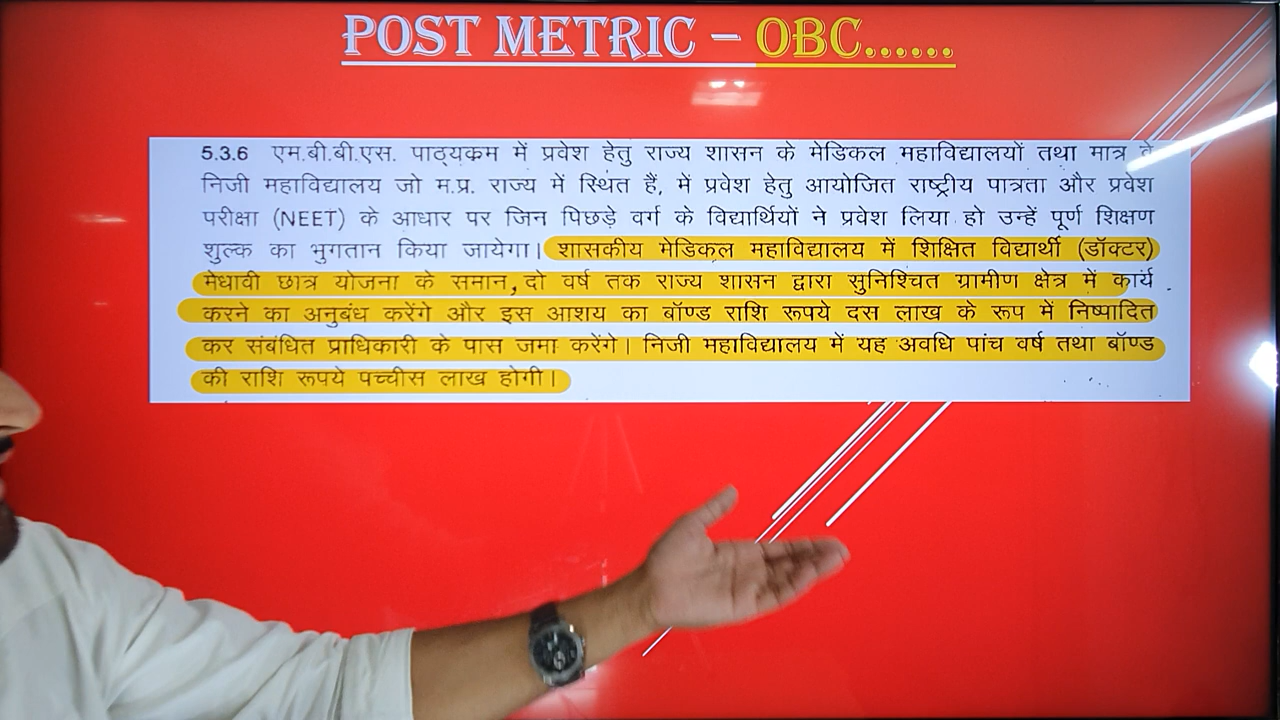 POST METRIC – OBC......
5.3.6 एम.बी.बी.एस. पाठ्यक्रम में प्रवेश हेतु राज्य शासन के मेडिकल महाविद्यालयों तथा मात्र वे
निजी महाविद्यालय जो म.प्र. राज्य में स्थित हैं, में प्रवेश हेतु आयोजित राष्ट्रीय पात्रता और प्रवेश
परीक्षा (NEET) के आधार पर जिन पिछड़े वर्ग के विद्यार्थियों ने प्रवेश लिया हो उन्हें पूर्ण शिक्षण
शुल्क का भुगतान किया जायेगा। शासकीय मेडिकल महाविद्यालय में शिक्षित विद्यार्थी (डॉक्टर)
मेधावी छात्र योजना के समान, दो वर्ष तक राज्य शासन द्वारा सुनिश्चित ग्रामीण क्षेत्र में कार्य
करने का अनुबंध करेंगे और इस आशय का बॉण्ड राशि रूपये दस लाख के रूप में निष्पादित
कर संबंधित प्राधिकारी के पास जमा करेंगे। निजी महाविद्यालय में यह अवधि पांच वर्ष तथा बॉण्ड
की राशि रूपये पच्चीस लाख होगी।